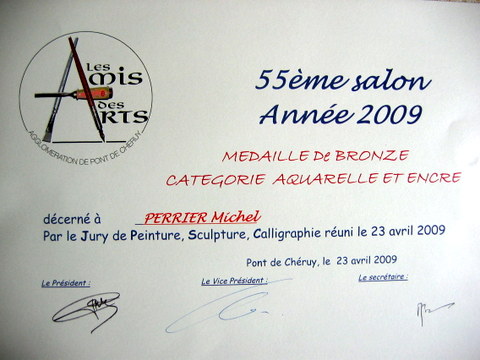 LES
AMIS
des
ARTS
AGGLOMERATION DE PONT DE CHERUY
55ème salon
Année 2009
MEDAILLE De BRONZE
CATEGORIE AQUARELLE ET ENCRE
décerné à PERRIER Michel
Par le Jury de Peinture, Sculpture, Calligraphie réuni le 23 avril 2009
Pont de Chéruy, le 23 avril 2009
Le Président : Le Vice Président : Le secrétaire :